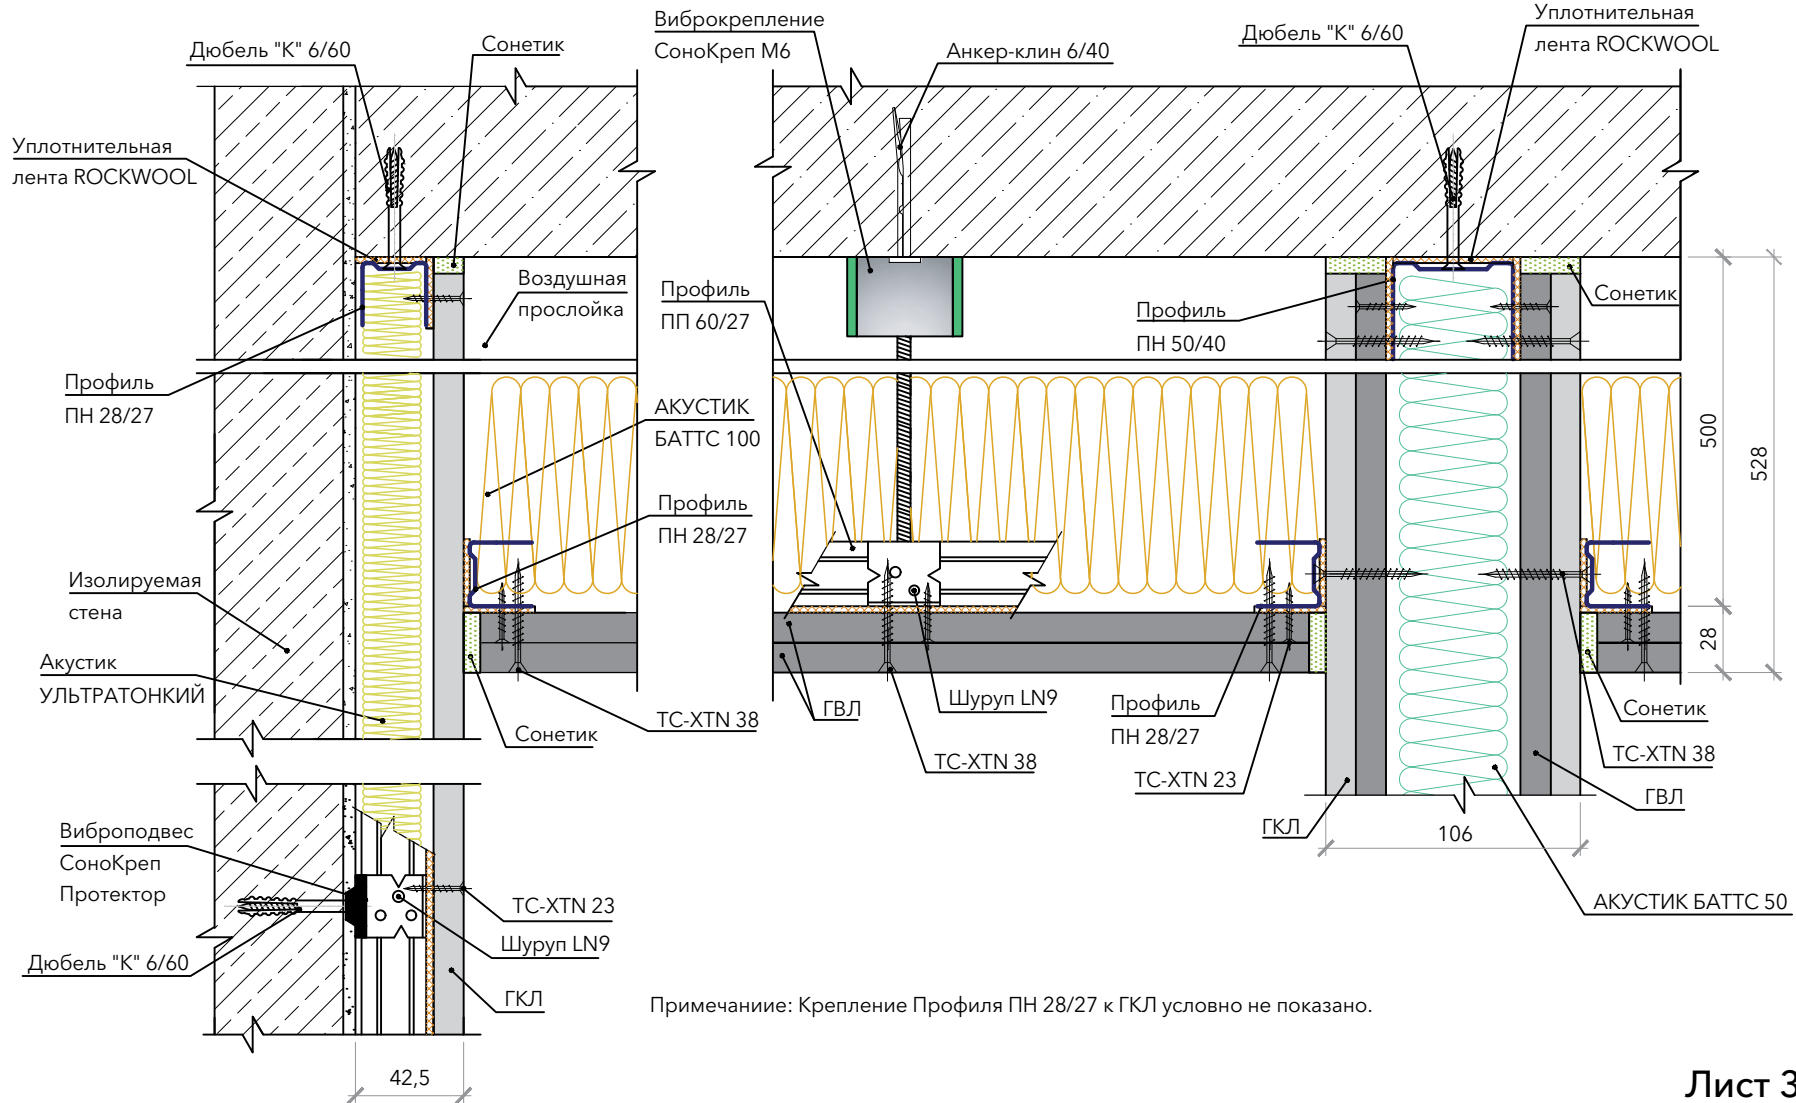 Дюбель "К" 6/60
Сонетик
Виброкрепление
СоноКреп М6
Анкер-клин 6/40
Дюбель "К" 6/60
Уплотнительная
лента ROCKWOOL
Уплотнительная
лента ROCKWOOL
Воздушная
прослойка
Профиль
ПП 60/27
Профиль
ПН 50/40
Сонетик
Профиль
ПН 28/27
АКУСТИК
БАТТС 100
500
528
Профиль
ПН 28/27
Изолируемая
стена
28
Акустик
УЛЬТРАТОНКИЙ
ТС-XTN 38
Сонетик
ГВЛ
Шуруп LN9
ТС-XTN 38
Профиль
ПН 28/27
ТС-XTN 23
Сонетик
ТС-XTN 38
ГВЛ
ГКЛ
106
Виброподвес
СоноКреп
Протектор
ТС-XTN 23
Шуруп LN9
Дюбель "К" 6/60
ГКЛ
АКУСТИК БАТТС 50
Примечаниие: Крепление Профиля ПН 28/27 к ГКЛ условно не показано.
42,5
Лист 3